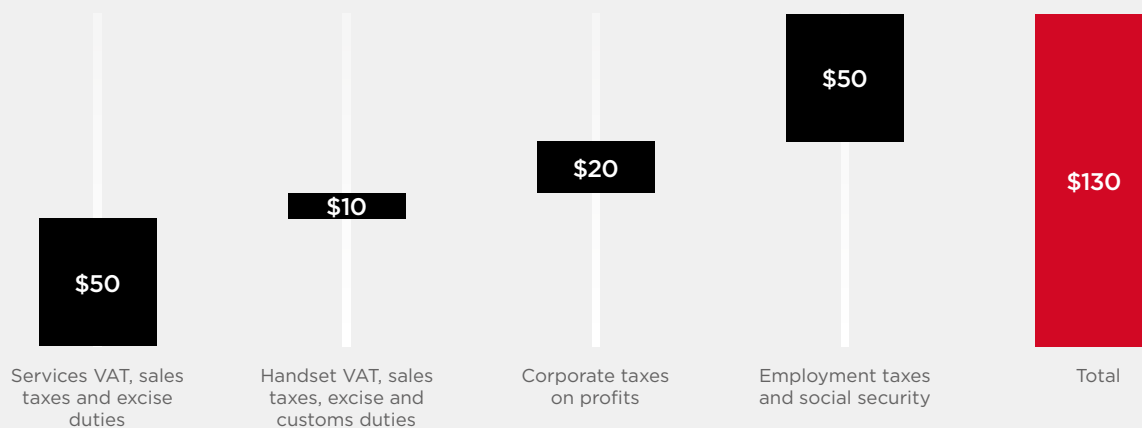 $50
$10
$20
$50
$130
Services VAT, sales
taxes and excise
duties
Handset VAT, sales
taxes, excise and
customs duties
Corporate taxes
on profits
Employment taxes
and social security
Total